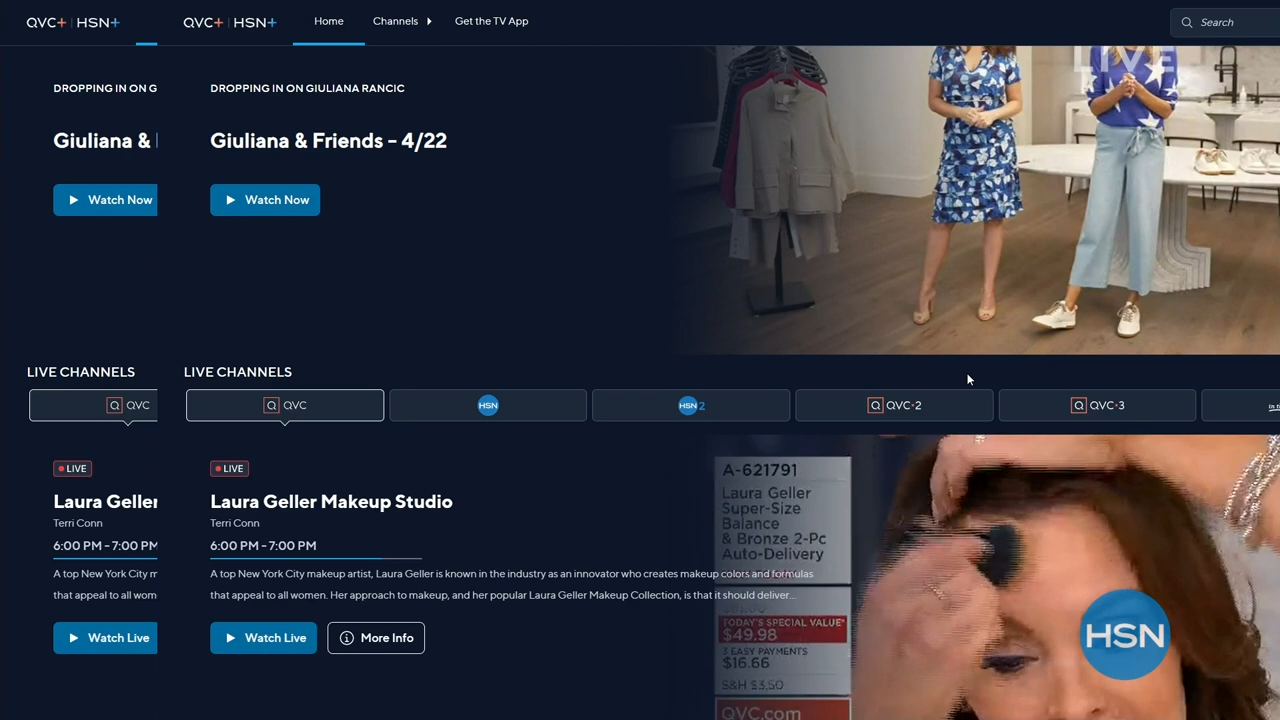 QVC+ | HSN+
QVC+ | HSN+
Home
Channels
Get the TV App
Search
LIVE
DROPPING IN ON G
DROPPING IN ON GIULIANA RANCIC
Giuliana &
Giuliana & Friends - 4/22
Watch Now
Watch Now
LIVE CHANNELS
LIVE CHANNELS
Q QVC
Q QVC
HSN
HSN 2
Q QVC•2
Q QVC•3
LIVE
LIVE
Laura Geller
Laura Geller Makeup Studio
Terri Conn
Terri Conn
6:00 PM - 7:00 PM
6:00 PM - 7:00 PM
A top New York City m
A top New York City makeup artist, Laura Geller is known in the industry as an innovator who creates makeup colors and formulas
that appeal to all wom
that appeal to all women. Her approach to makeup, and her popular Laura Geller Makeup Collection, is that it should deliver...
Watch Live
Watch Live
More Info
A-621791
Laura Geller
Super-Size
Balance
& Bronze 2-Pc
Auto-Delivery
TODAY'S SPECIAL VALUE®
$49.98
3 EASY PAYMENTS
$16.66
S&H $3.50
QVC.com
HSN